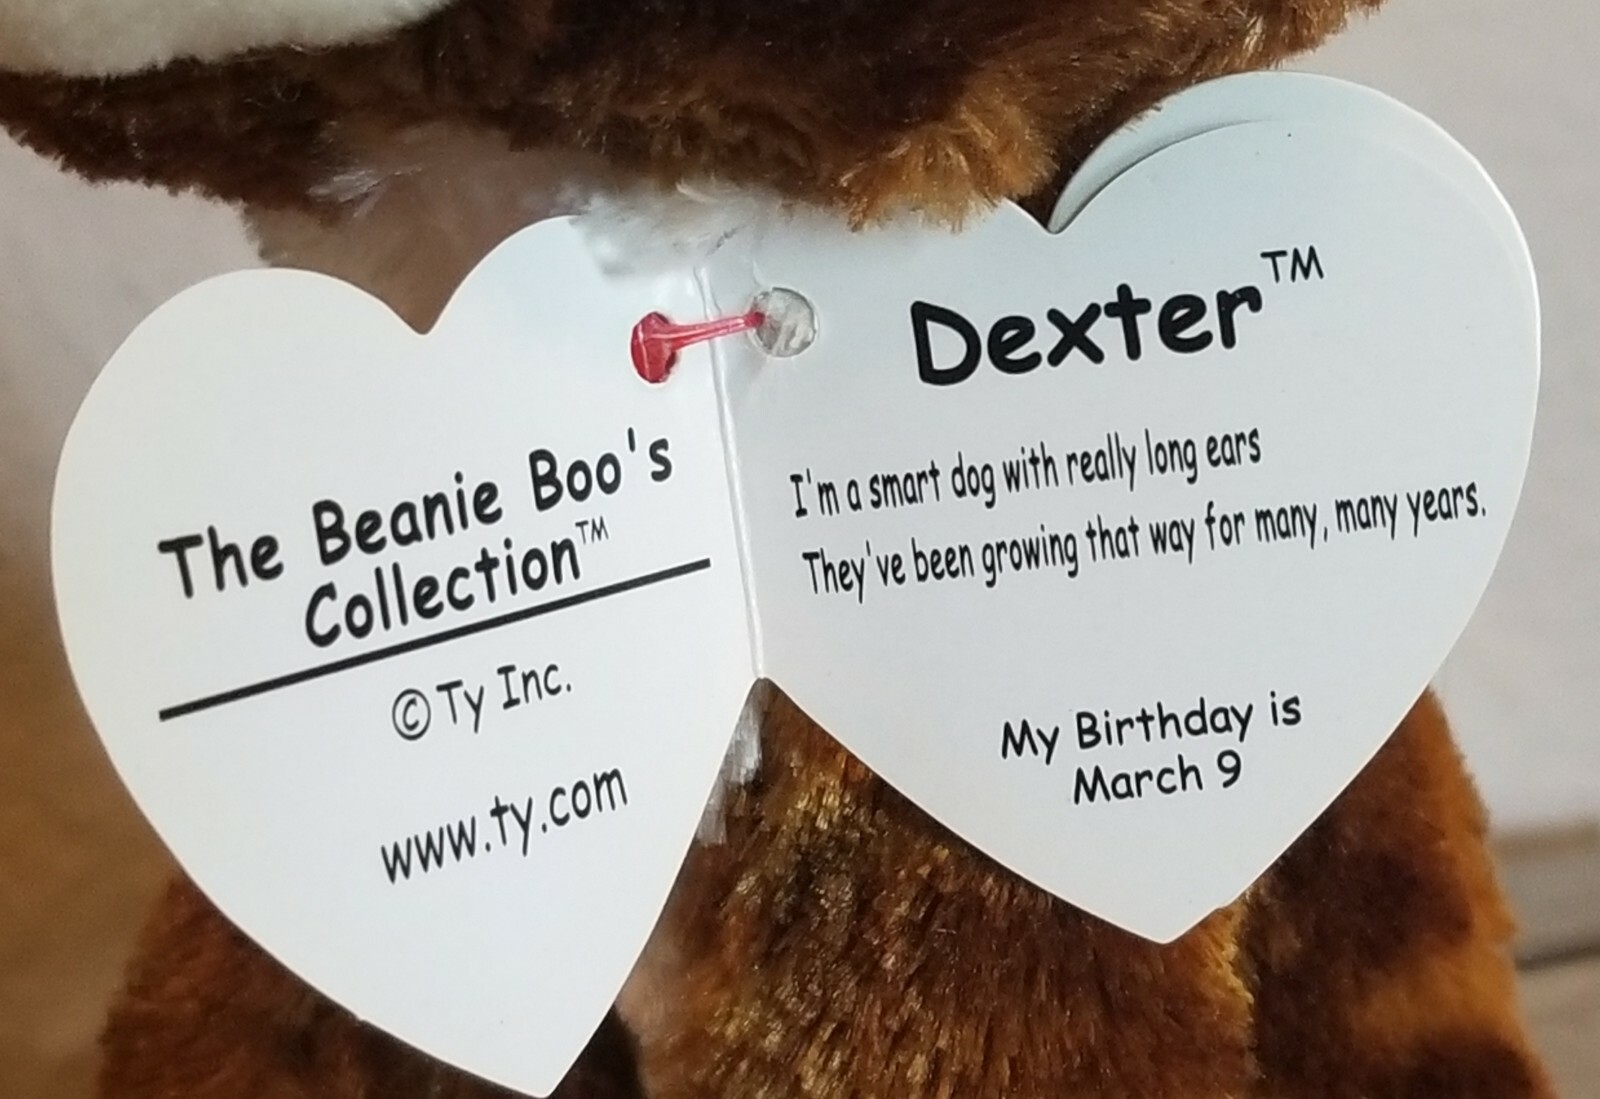 The Beanie Boo's
Collection™
© Ty Inc.
www.ty.com
Dexter™
I'm a smart dog with really long ears
They've been growing that way for many, many years.
My Birthday is
March 9